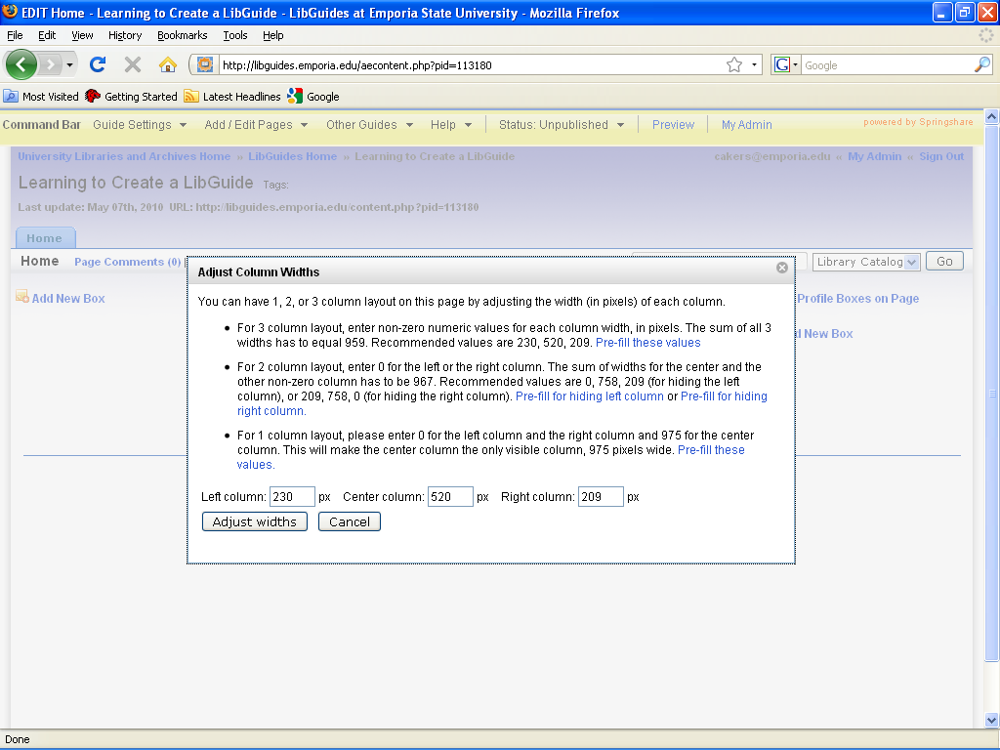 EDIT Home - Learning to Create a LibGuide - LibGuides at Emporia State University - Mozilla Firefox
File Edit View History Bookmarks Tools Help
http://libguides.emporia.edu/aecontent.php?pid=113180 Google
Most Visited Getting Started Latest Headlines Google
Command Bar Guide Settings Add / Edit Pages Other Guides Help Status: Unpublished Preview My Admin powered by Springshare
University Libraries and Archives Home » LibGuides Home » Learning to Create a LibGuide cakers@emporia.edu « My Admin « Sign Out
Learning to Create a LibGuide Tags:
Last update: May 07th, 2010 URL: http://libguides.emporia.edu/content.php?pid=113180
Home
Home Page Comments (0) Library Catalog Go
Add New Box Profile Boxes on Page
New Box
Adjust Column Widths
You can have 1, 2, or 3 column layout on this page by adjusting the width (in pixels) of each column.
• For 3 column layout, enter non-zero numeric values for each column width, in pixels. The sum of all 3
widths has to equal 959. Recommended values are 230, 520, 209. Pre-fill these values
• For 2 column layout, enter 0 for the left or the right column. The sum of widths for the center and the
other non-zero column has to be 967. Recommended values are 0, 758, 209 (for hiding the left
column), or 209, 758, 0 (for hiding the right column). Pre-fill for hiding left column or Pre-fill for hiding
right column.
• For 1 column layout, please enter 0 for the left column and the right column and 975 for the center
column. This will make the center column the only visible column, 975 pixels wide. Pre-fill these
values.
Left column: 230 px Center column: 520 px Right column: 209 px
Adjust widths Cancel
Done